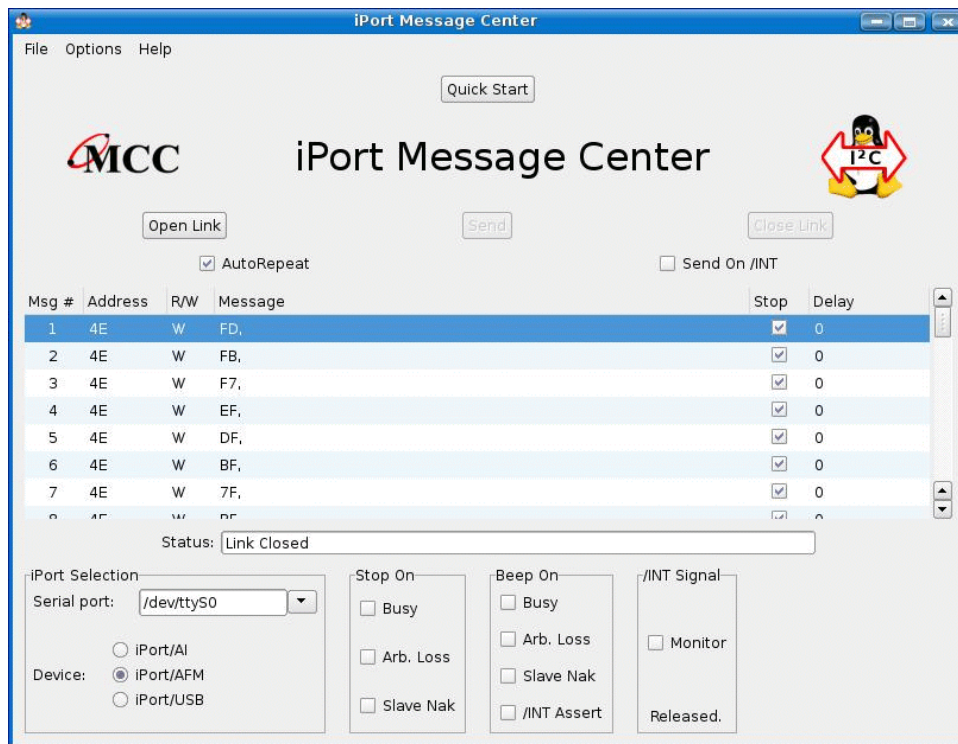 iPort Message Center
File Options Help
Quick Start
MCC
iPort Message Center
I²C
Open Link
Send
Close Link
AutoRepeat
Send On /INT
Msg # Address R/W Message Stop Delay
1 4E W FD, 0
2 4E W FB, 0
3 4E W F7, 0
4 4E W EF, 0
5 4E W DF, 0
6 4E W BF, 0
7 4E W 7F, 0
Status: Link Closed
iPort Selection
Serial port: /dev/ttyS0
Device:
iPort/AI
iPort/AFM
iPort/USB
Stop On
Busy
Arb. Loss
Slave Nak
Beep On
Busy
Arb. Loss
Slave Nak
/INT Assert
/INT Signal
Monitor
Released.